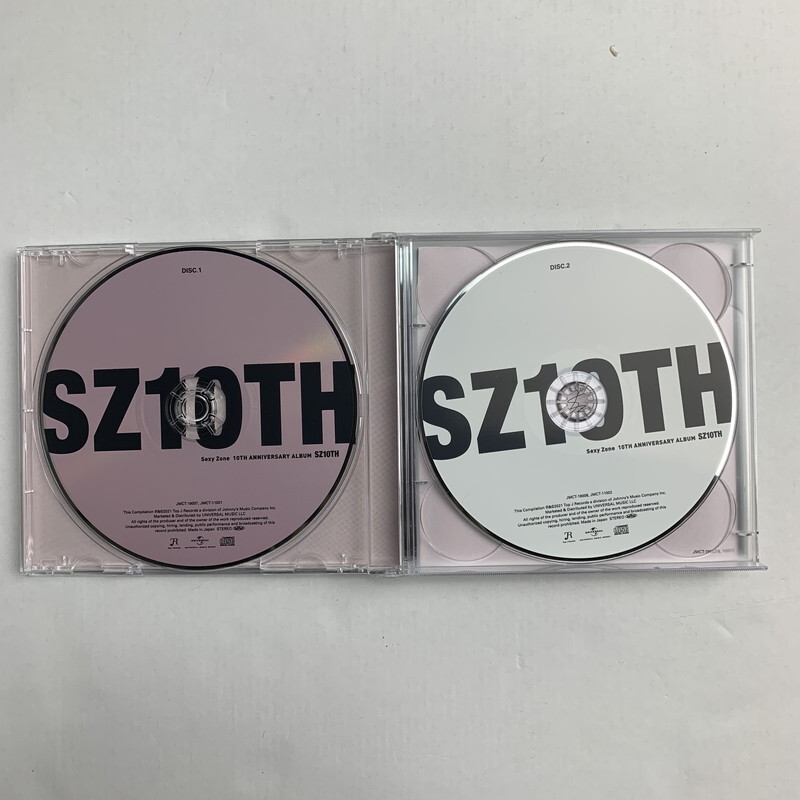 DISC.1
SZ10TH
Sexy Zone 10TH ANNIVERSARY ALBUM SZ10TH
This Compilation ℗&©2021 Top J Records a division of Johnny's Music Company Inc.
Marketed & Distributed by UNIVERSAL MUSIC LLC
All rights of the producer and of the owner of the work reproduced reserved.
Unauthorized copying, hiring, lending, public performance and broadcasting of this
record prohibited. Made in Japan STEREO
DISC.2
SZ10TH
Sexy Zone 10TH ANNIVERSARY ALBUM SZ10TH
This Compilation ℗&©2021 Top J Records a division of Johnny's Music Company Inc.
Marketed & Distributed by UNIVERSAL MUSIC LLC
All rights of the producer and of the owner of the work reproduced reserved.
Unauthorized copying, hiring, lending, public performance and broadcasting of this
record prohibited. Made in Japan STEREO